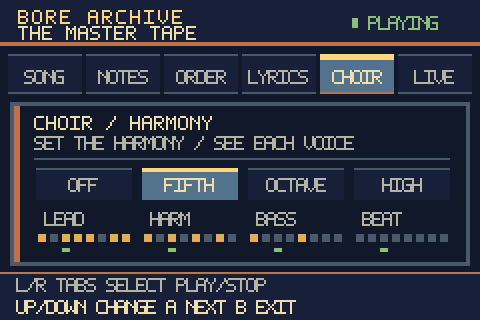 BORE ARCHIVE
THE MASTER TAPE
PLAYING
SONG NOTES ORDER LYRICS CHOIR LIVE
CHOIR / HARMONY
SET THE HARMONY / SEE EACH VOICE
OFF FIFTH OCTAVE HIGH
LEAD HARM BASS BEAT
L/R TABS SELECT PLAY/STOP
UP/DOWN CHANGE A NEXT B EXIT